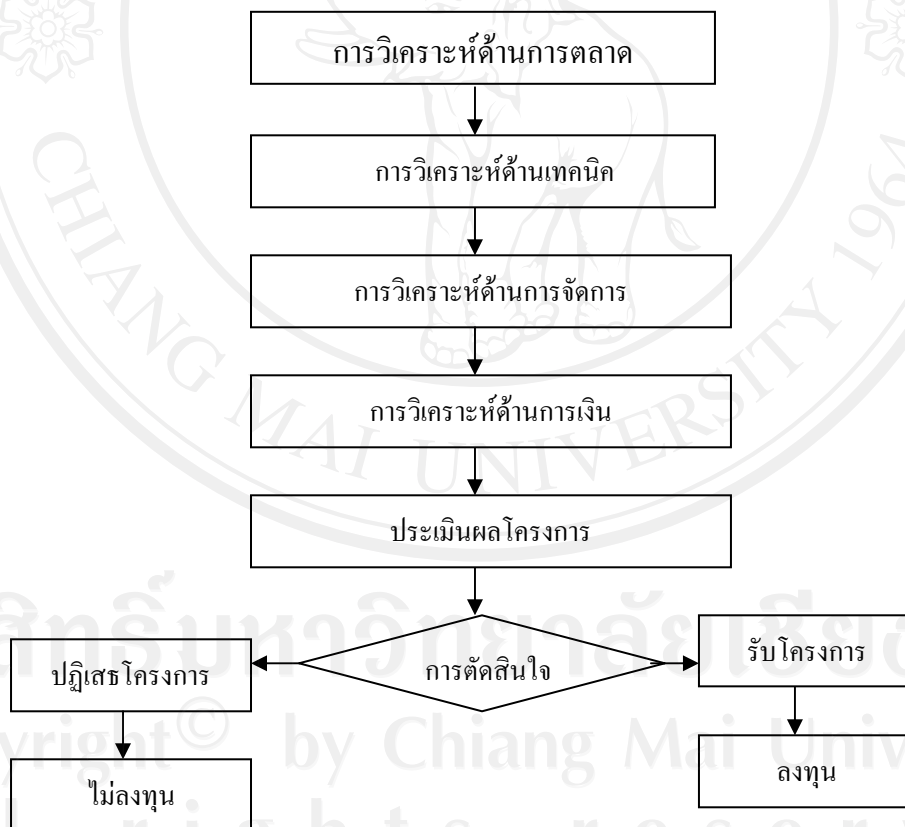 การวิเคราะห์ด้านการตลาด
การวิเคราะห์ด้านเทคนิค
การวิเคราะห์ด้านการจัดการ
การวิเคราะห์ด้านการเงิน
ประเมินผลโครงการ
การตัดสินใจ
ปฏิเสธโครงการ
รับโครงการ
ไม่ลงทุน
ลงทุน
CHIANG MAI UNIVERSITY 1964
by Chiang Mai